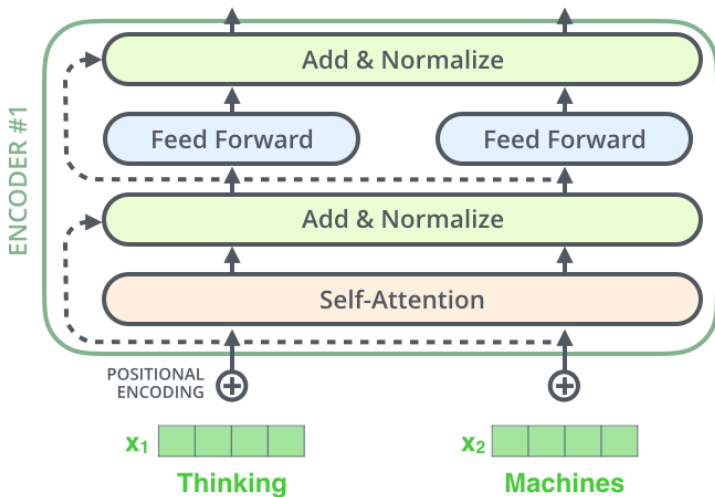 ENCODER #1
Add & Normalize
Feed Forward
Feed Forward
Add & Normalize
Self-Attention
POSITIONAL
ENCODING
x1
x2
Thinking
Machines